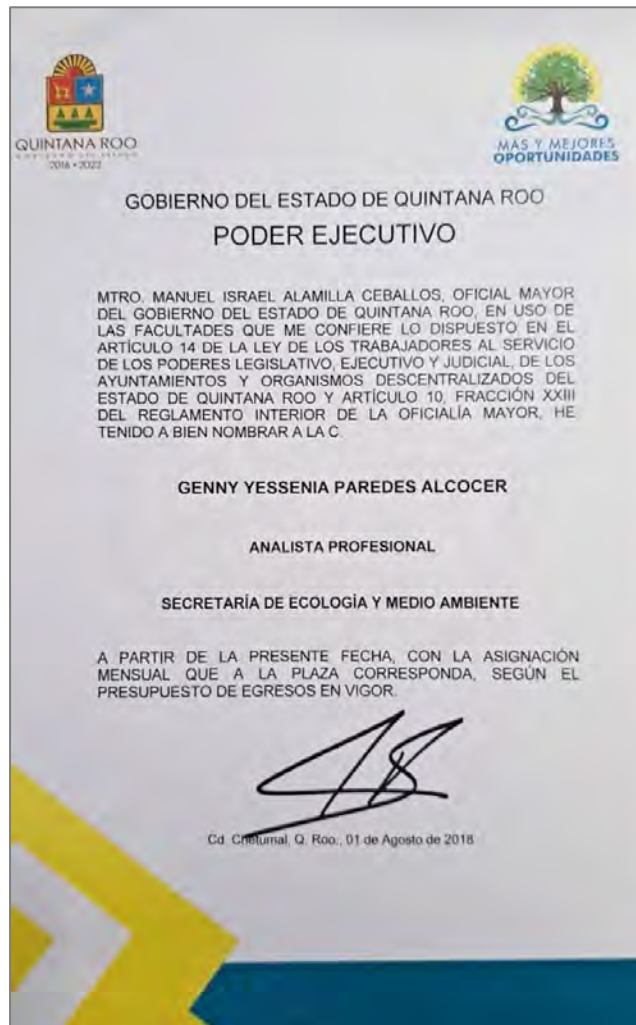 QUINTANA ROO
GOBIERNO DEL ESTADO
2016 • 2022
MÁS Y MEJORES
OPORTUNIDADES
GOBIERNO DEL ESTADO DE QUINTANA ROO
PODER EJECUTIVO
MTRO. MANUEL ISRAEL ALAMILLA CEBALLOS, OFICIAL MAYOR
DEL GOBIERNO DEL ESTADO DE QUINTANA ROO, EN USO DE
LAS FACULTADES QUE ME CONFIERE LO DISPUESTO EN EL
ARTÍCULO 14 DE LA LEY DE LOS TRABAJADORES AL SERVICIO
DE LOS PODERES LEGISLATIVO, EJECUTIVO Y JUDICIAL, DE LOS
AYUNTAMIENTOS Y ORGANISMOS DESCENTRALIZADOS DEL
ESTADO DE QUINTANA ROO Y ARTÍCULO 10, FRACCIÓN XXIII
DEL REGLAMENTO INTERIOR DE LA OFICIALÍA MAYOR, HE
TENIDO A BIEN NOMBRAR A LA C.
GENNY YESSENIA PAREDES ALCOCER
ANALISTA PROFESIONAL
SECRETARÍA DE ECOLOGÍA Y MEDIO AMBIENTE
A PARTIR DE LA PRESENTE FECHA, CON LA ASIGNACIÓN
MENSUAL QUE A LA PLAZA CORRESPONDA, SEGÚN EL
PRESUPUESTO DE EGRESOS EN VIGOR.
Cd. Chetumal, Q. Roo., 01 de Agosto de 2018